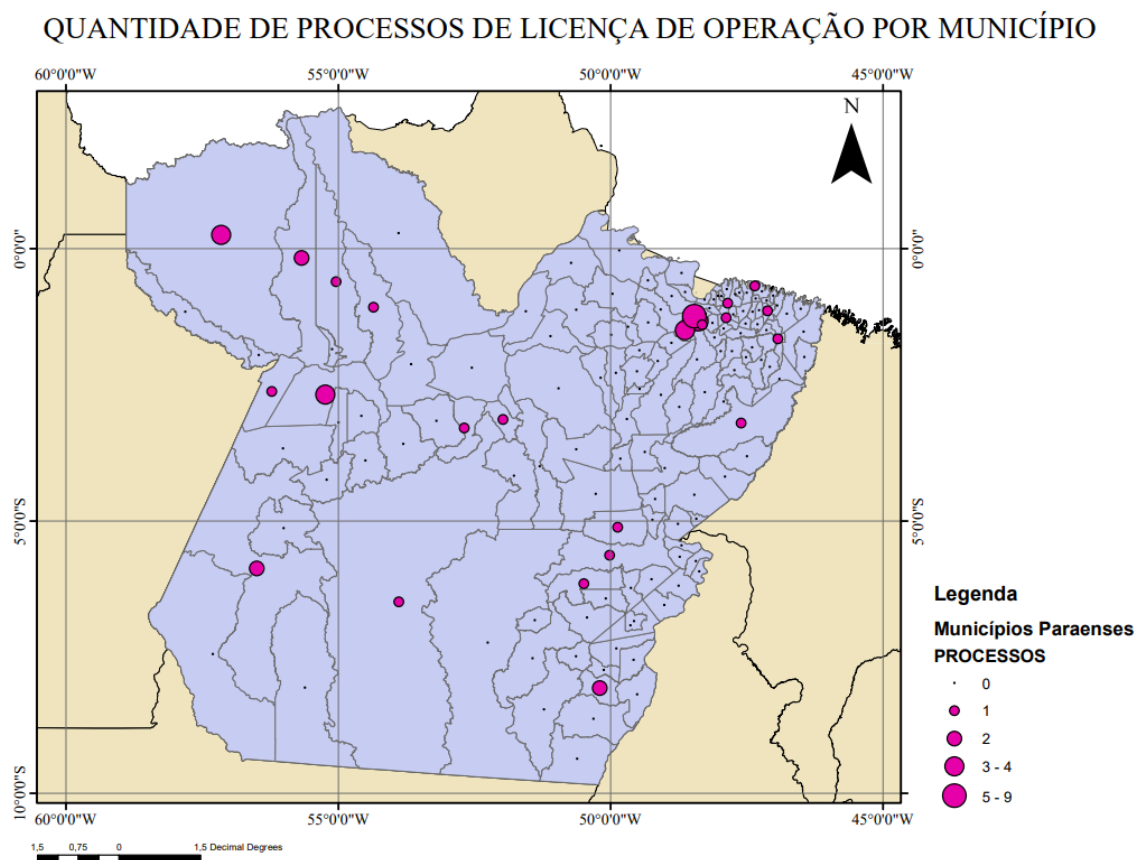 QUANTIDADE DE PROCESSOS DE LICENÇA DE OPERAÇÃO POR MUNICÍPIO
60°0'0"W 55°0'0"W 50°0'0"W 45°0'0"W
N
0°0'0" 0°0'0"
5°0'0"S 5°0'0"S
10°0'0"S 10°0'0"S
60°0'0"W 55°0'0"W 50°0'0"W 45°0'0"W
Legenda
Municípios Paraenses
PROCESSOS
0
1
2
3 - 4
5 - 9
1,5 0,75 0 1,5 Decimal Degrees